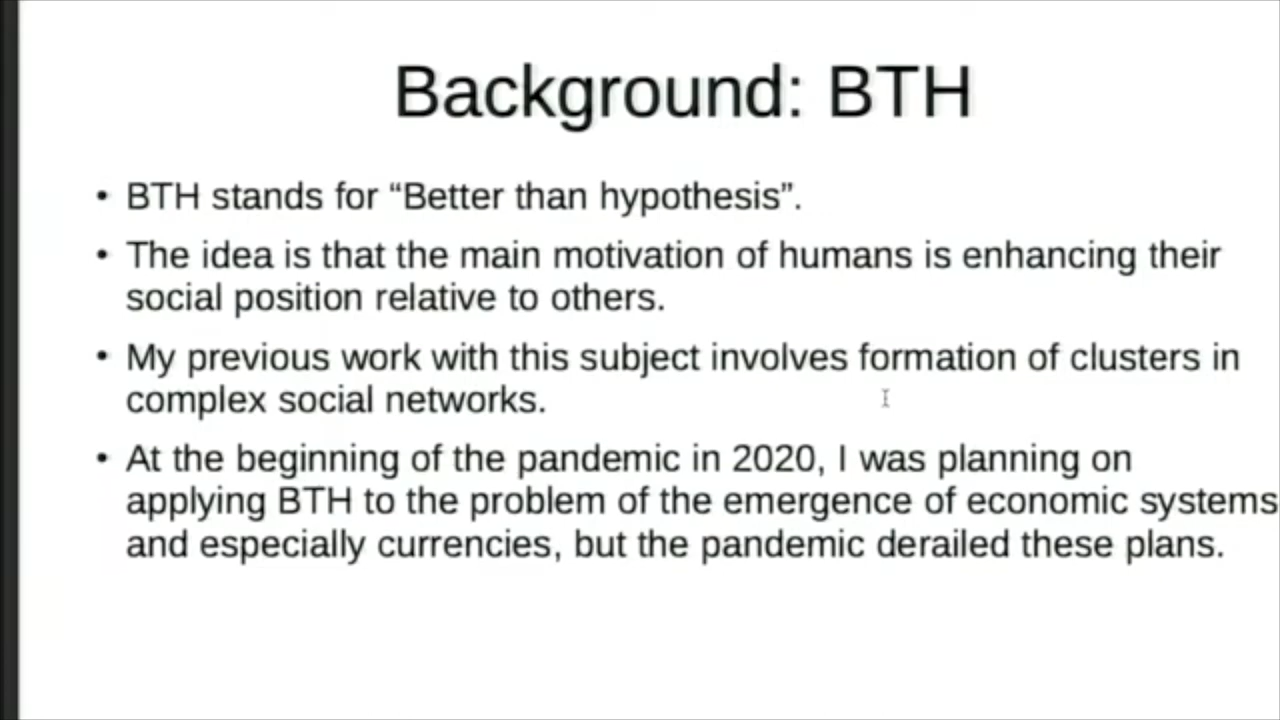 Background: BTH
• BTH stands for “Better than hypothesis”.
• The idea is that the main motivation of humans is enhancing their
social position relative to others.
• My previous work with this subject involves formation of clusters in
complex social networks.
• At the beginning of the pandemic in 2020, I was planning on
applying BTH to the problem of the emergence of economic systems
and especially currencies, but the pandemic derailed these plans.